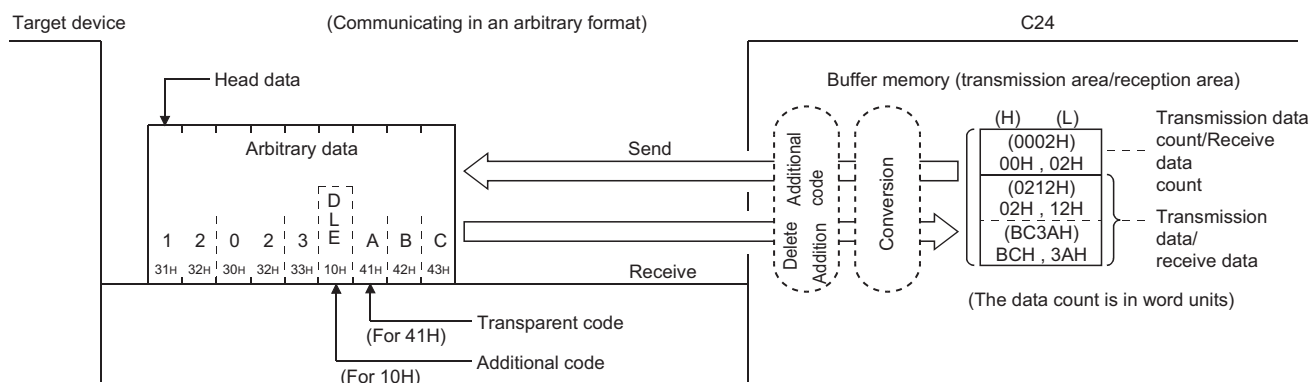 Target device
(Communicating in an arbitrary format)
C24
Head data
Buffer memory (transmission area/reception area)
Arbitrary data
Send
Receive
DLE
1 2 0 2 3 A B C
31H 32H 30H 32H 33H 10H 41H 42H 43H
Delete Additional
Addition code
Conversion
(H) (L)
(0002H)
00H , 02H
(0212H)
02H , 12H
(BC3AH)
BCH , 3AH
Transmission data
count/Receive
data
count
Transmission
data/
receive data
(The data count is in word units)
(For 41H)
Transparent code
(For 10H)
Additional code